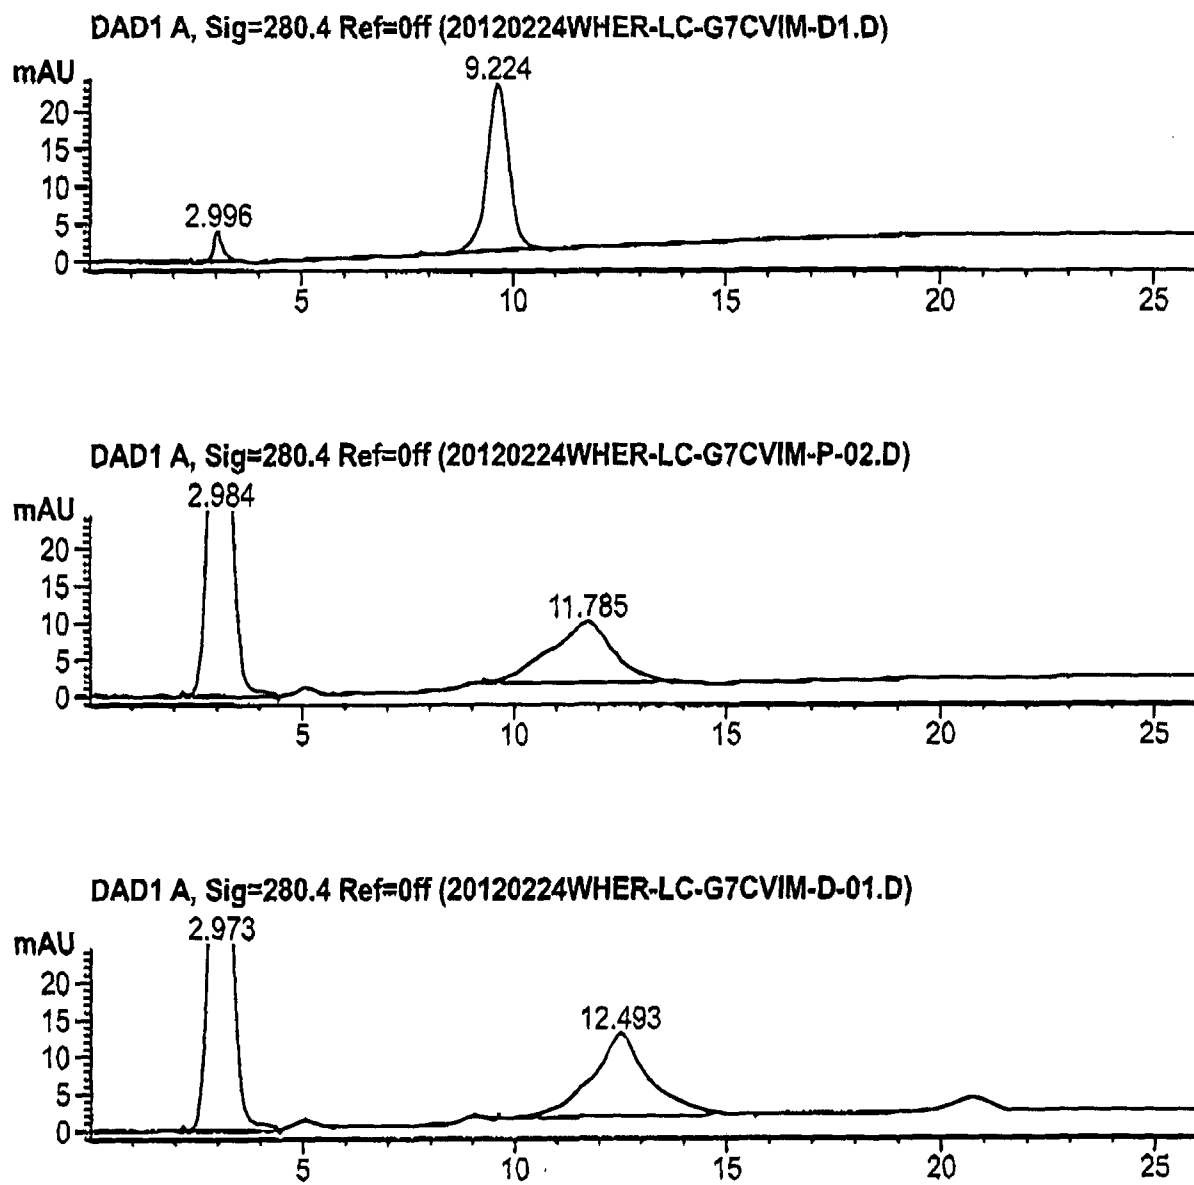 DAD1 A, Sig=280.4 Ref=0ff (20120224WHER-LC-G7CVIM-D1.D)
mAU
9.224
20
15
10
2.996
5
0
5 10 15 20 25
DAD1 A, Sig=280.4 Ref=0ff (20120224WHER-LC-G7CVIM-P-02.D)
2.984
mAU
20
15
11.785
10
5
0
5 10 15 20 25
DAD1 A, Sig=280.4 Ref=0ff (20120224WHER-LC-G7CVIM-D-01.D)
2.973
mAU
20
12.493
15
10
5
0
5 10 15 20 25